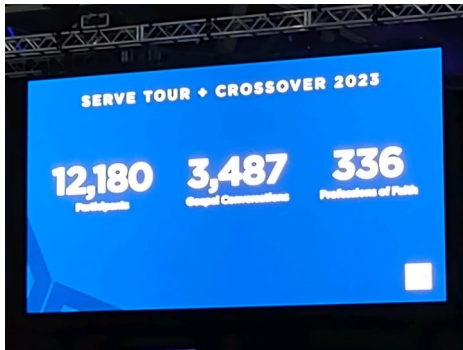 SERVE TOUR + CROSSOVER 2023
12,180 3,487 336
Participants Gospel Conversations Professions of Faith